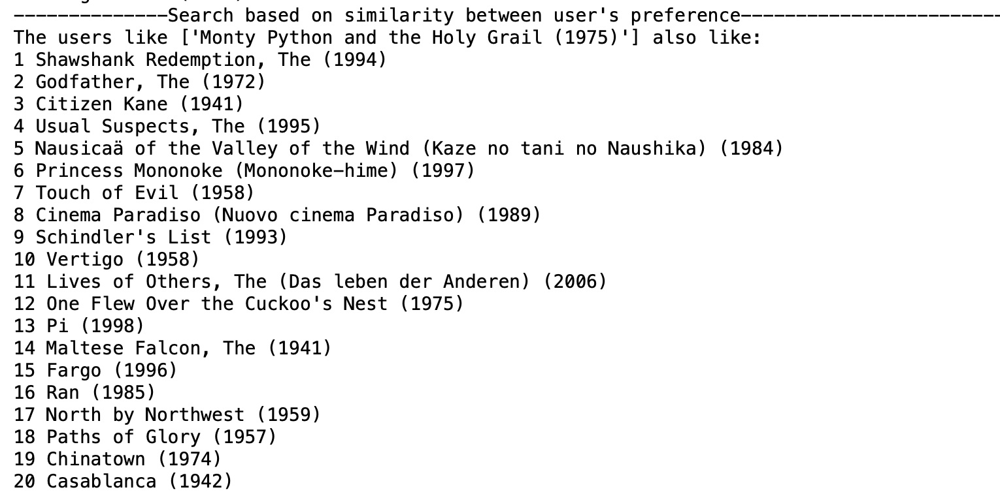 --------------Search based on similarity between user's preference------------------------
The users like ['Monty Python and the Holy Grail (1975)'] also like:
1 Shawshank Redemption, The (1994)
2 Godfather, The (1972)
3 Citizen Kane (1941)
4 Usual Suspects, The (1995)
5 Nausicaä of the Valley of the Wind (Kaze no tani no Naushika) (1984)
6 Princess Mononoke (Mononoke-hime) (1997)
7 Touch of Evil (1958)
8 Cinema Paradiso (Nuovo cinema Paradiso) (1989)
9 Schindler's List (1993)
10 Vertigo (1958)
11 Lives of Others, The (Das leben der Anderen) (2006)
12 One Flew Over the Cuckoo's Nest (1975)
13 Pi (1998)
14 Maltese Falcon, The (1941)
15 Fargo (1996)
16 Ran (1985)
17 North by Northwest (1959)
18 Paths of Glory (1957)
19 Chinatown (1974)
20 Casablanca (1942)